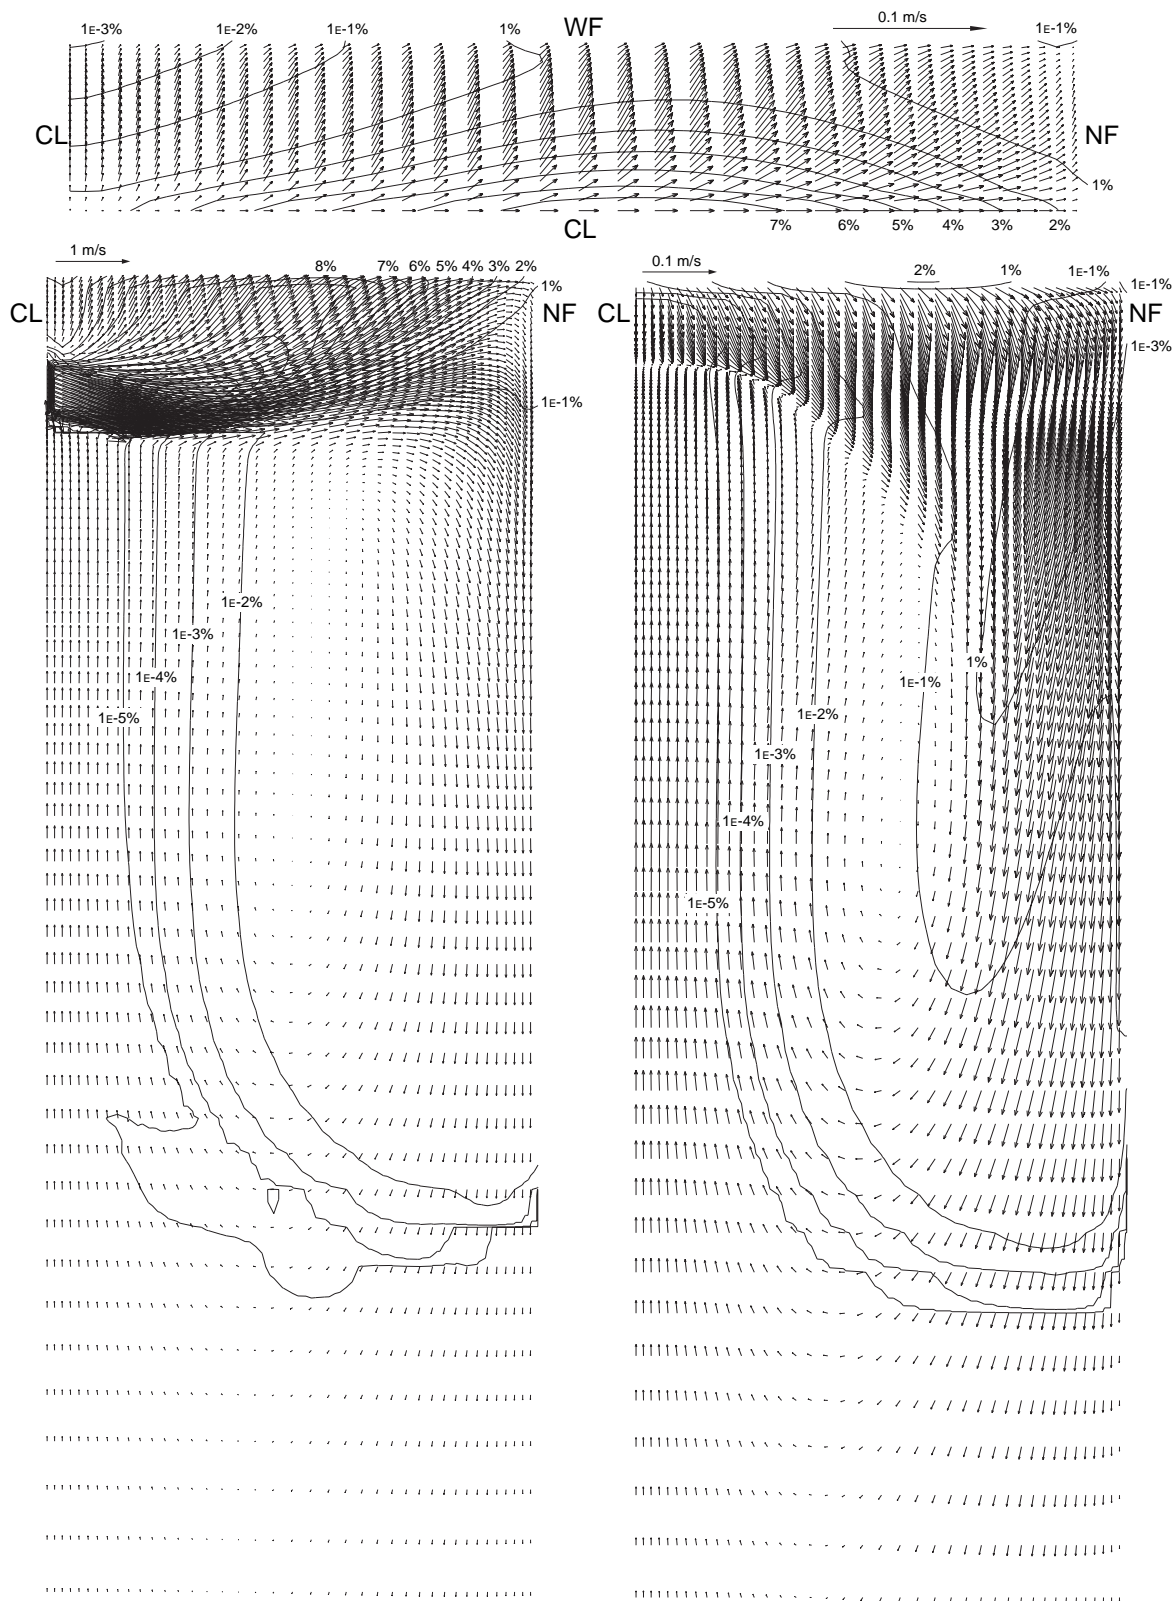 1E-3% 1E-2% 1E-1% 1% WF 0.1 m/s 1E-1%
CL NF
1%
CL 7% 6% 5% 4% 3% 2%
1 m/s 8% 7% 6% 5% 4% 3% 2%
1%
CL NF
1E-1%
1E-2%
1E-3%
1E-4%
1E-5%
0.1 m/s 2% 1% 1E-1%
1E-1%
CL NF
1E-3%
1%
1E-1%
1E-2%
1E-3%
1E-4%
1E-5%